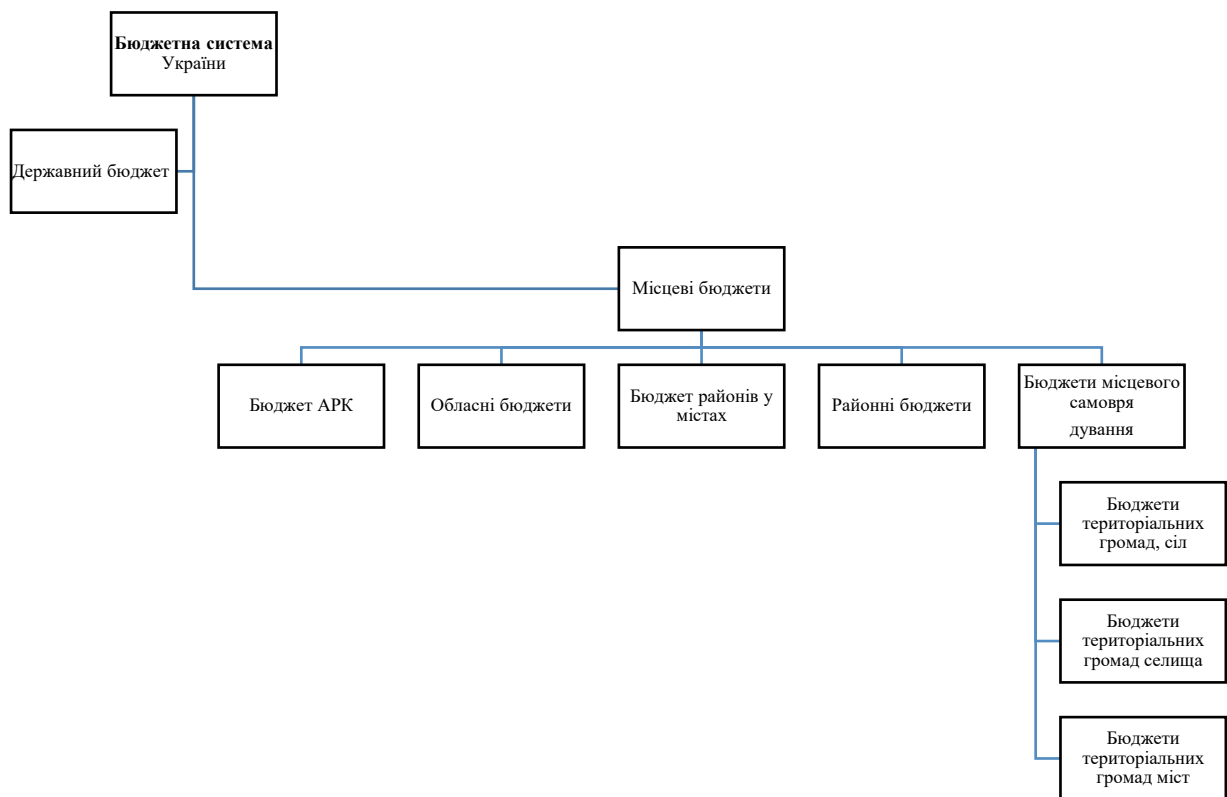 Бюджетна система
України
Державний бюджет
Місцеві бюджети
Бюджет АРК
Обласні бюджети
Бюджет районів у
містах
Районні бюджети
Бюджети місцевого
самовря
дування
Бюджети
територіальних
громад, сіл
Бюджети
територіальних
громад селища
Бюджети
територіальних
громад міст